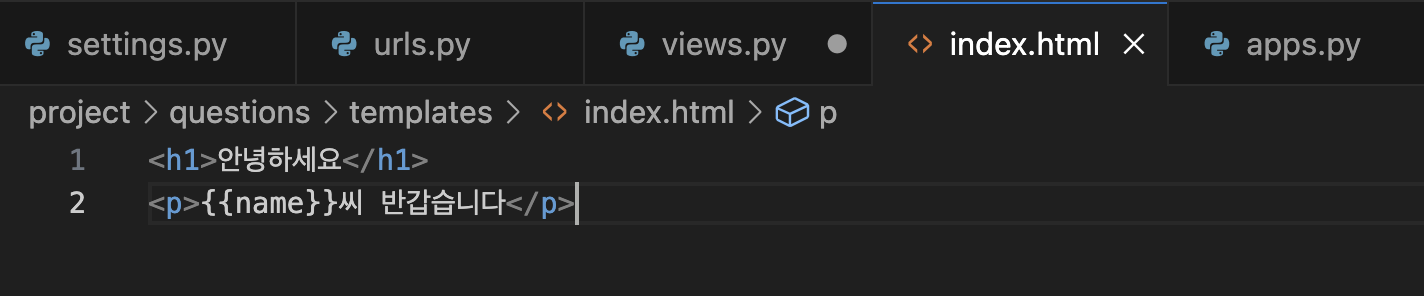 settings.py urls.py views.py index.html apps.py
project > questions > templates > index.html > p
1 <h1>안녕하세요</h1>
2 <p>{{name}}씨 반갑습니다</p>